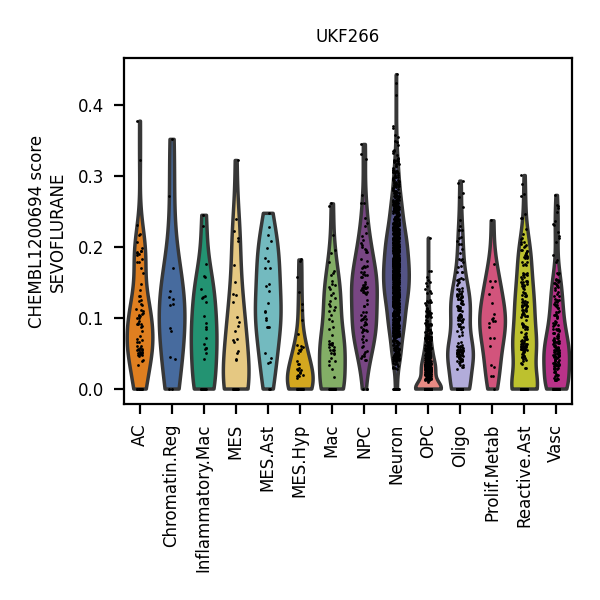 UKF266
CHEMBL1200694 score
SEVOFLURANE
0.4
0.3
0.2
0.1
0.0
AC
Chromatin.Reg
Inflammatory.Mac
MES
MES.Ast
MES.Hyp
Mac
NPC
Neuron
OPC
Oligo
Prolif.Metab
Reactive.Ast
Vasc